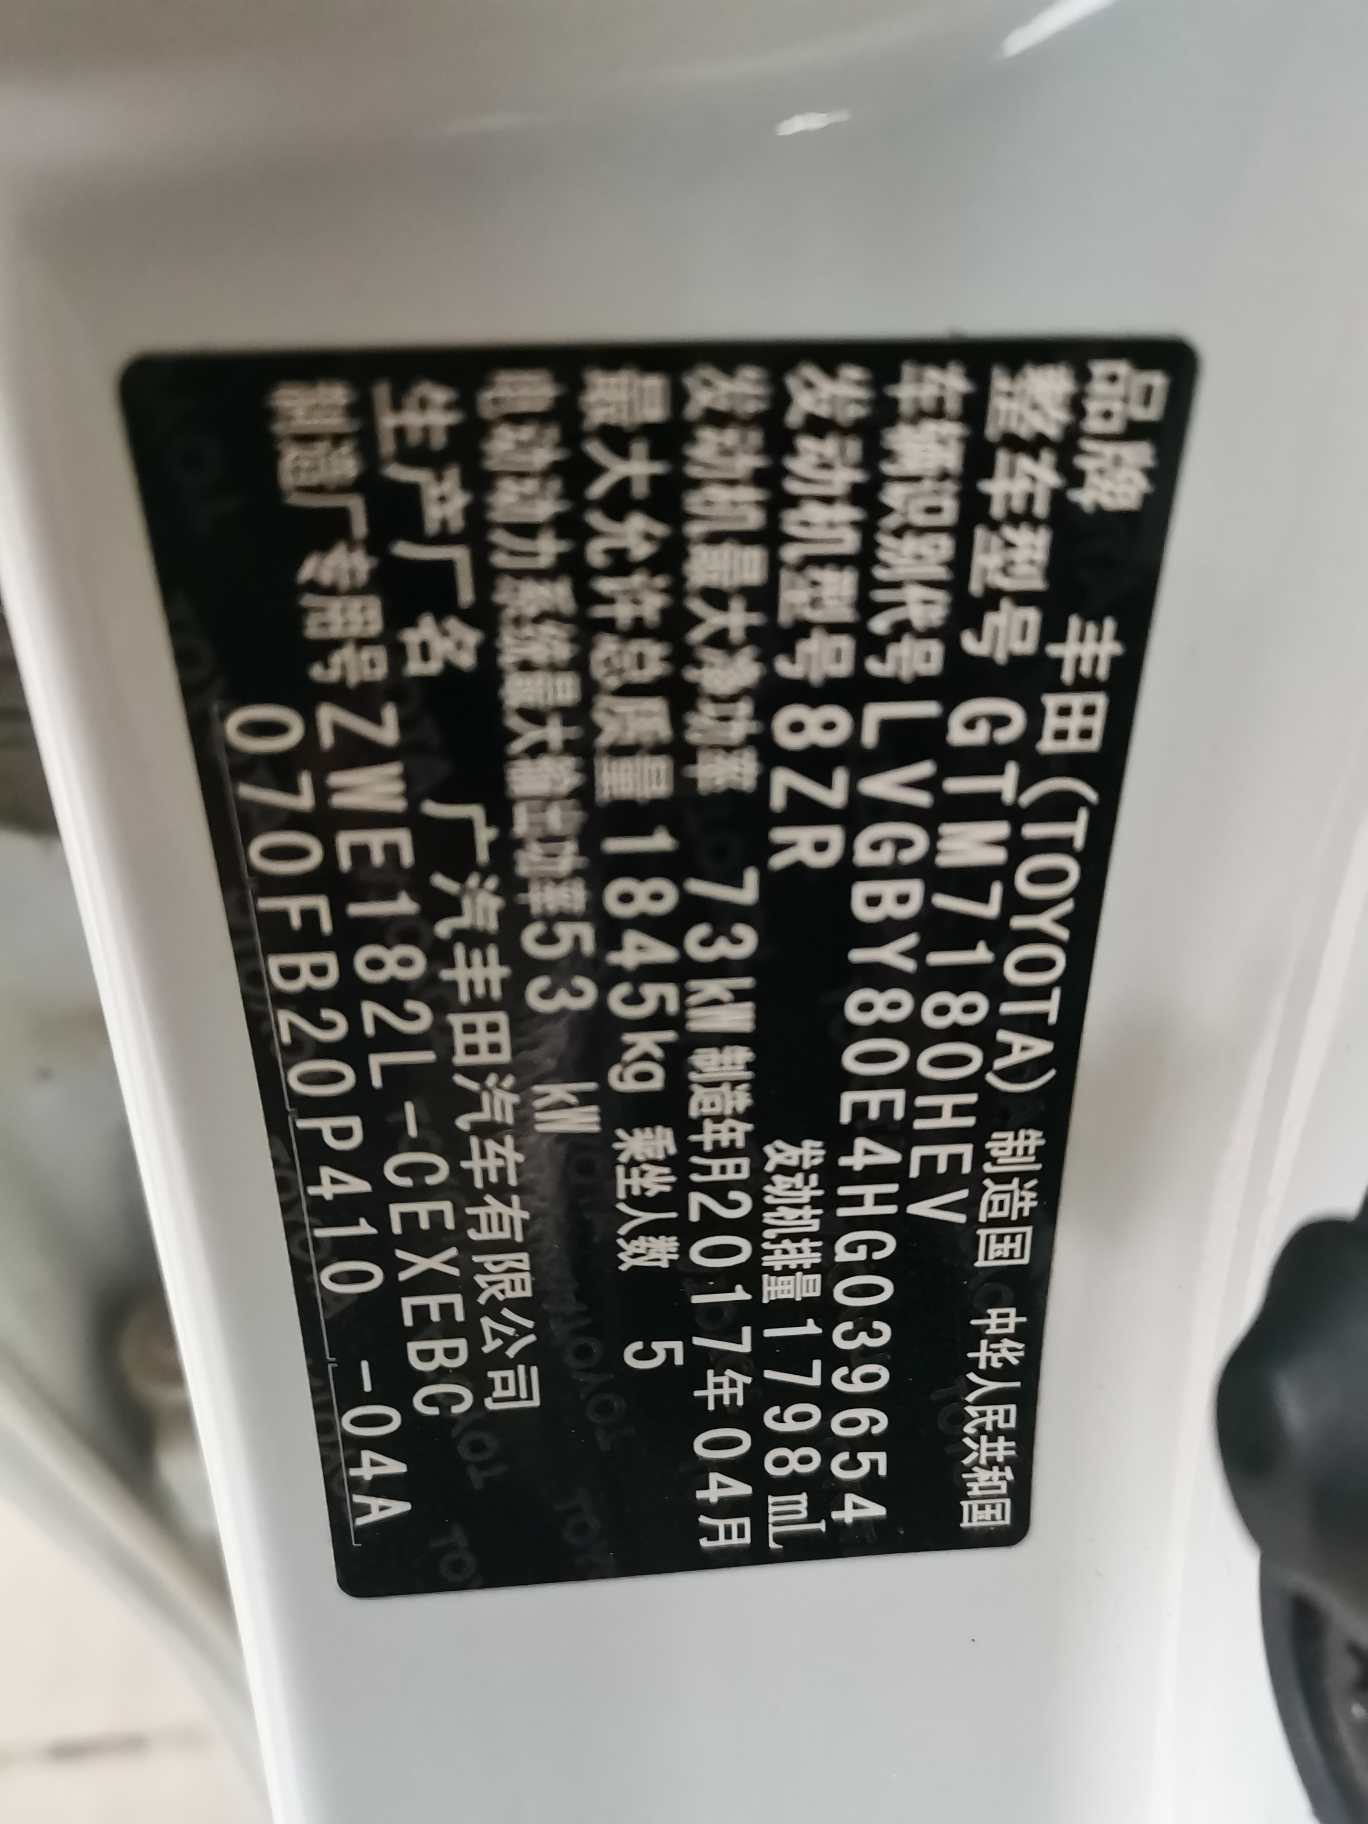 品牌 丰田(TOYOTA) 制造国 中华人民共和国
整车型号 GTM7180HEV
车辆识别代号 LVGBY80E4HG039654
发动机型号 8ZR 发动机排量 1798mL
发动机最大净功率 73kW 制造年月 2017年04月
最大允许总质量 1845kg 乘坐人数 5
电动动力系统最大输出功率 53 kW
生产厂名 广汽丰田汽车有限公司
制造厂专用号 ZWE182L-CEXEBC
070FB20P410 -04A